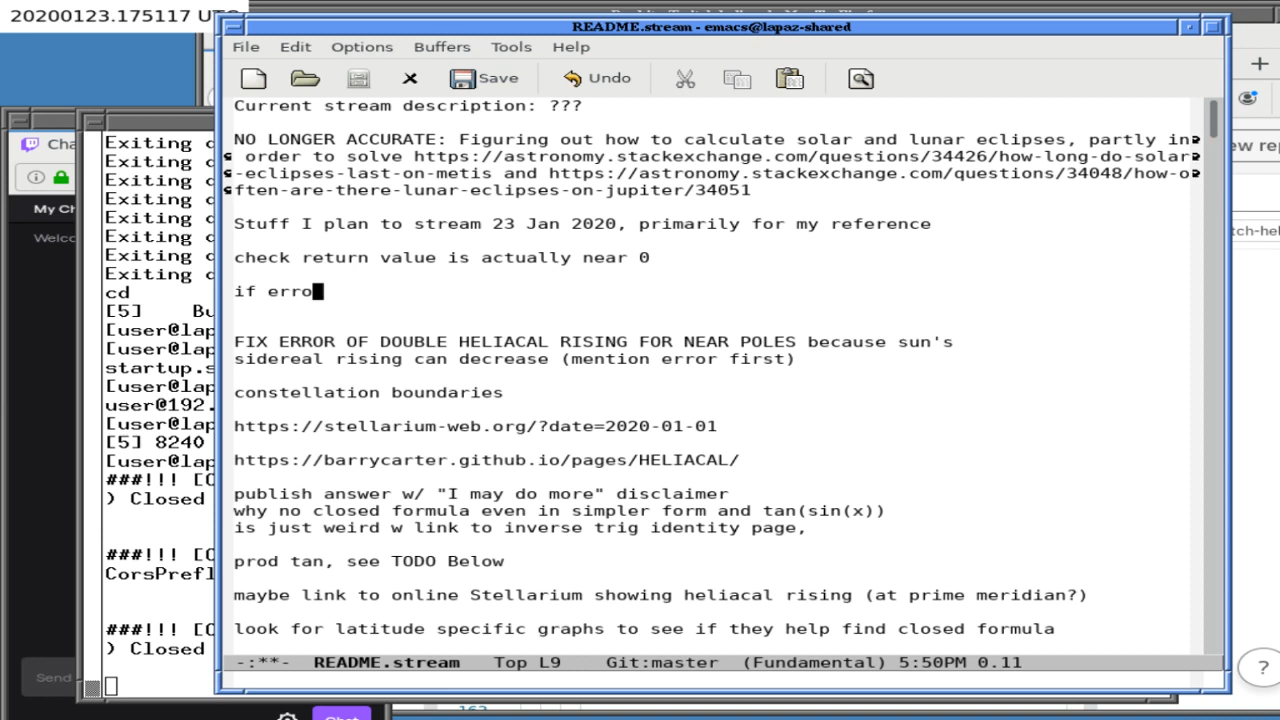 20200123.175117 UTC
README.stream - emacs@lapaz-shared
File Edit Options Buffers Tools Help
Save Undo
Current stream description: ???
NO LONGER ACCURATE: Figuring out how to calculate solar and lunar eclipses, partly in
order to solve https://astronomy.stackexchange.com/questions/34426/how-long-do-solar
-eclipses-last-on-metis and https://astronomy.stackexchange.com/questions/34048/how-o
ften-are-there-lunar-eclipses-on-jupiter/34051
Stuff I plan to stream 23 Jan 2020, primarily for my reference
check return value is actually near 0
if erro
FIX ERROR OF DOUBLE HELIACAL RISING FOR NEAR POLES because sun's
sidereal rising can decrease (mention error first)
constellation boundaries
https://stellarium-web.org/?date=2020-01-01
https://barrycarter.github.io/pages/HELIACAL/
publish answer w/ "I may do more" disclaimer
why no closed formula even in simpler form and tan(sin(x))
is just weird w link to inverse trig identity page,
prod tan, see TODO Below
maybe link to online Stellarium showing heliacal rising (at prime meridian?)
look for latitude specific graphs to see if they help find closed formula
-:**- README.stream Top L9 Git:master (Fundamental) 5:50PM 0.11
Cha
My Ch
Welc
Send
Chat
Exiting c
Exiting c
Exiting c
Exiting c
Exiting c
Exiting c
Exiting c
Exiting c
cd
[5] Bu
[user@lap
[user@lap
startup.s
[user@lap
user@192.
[user@lap
[5] 8240
[user@lap
###!!! [C
) Closed
###!!! [C
CorsPrefl
###!!! [C
) Closed
ew rep
tch-hel
?